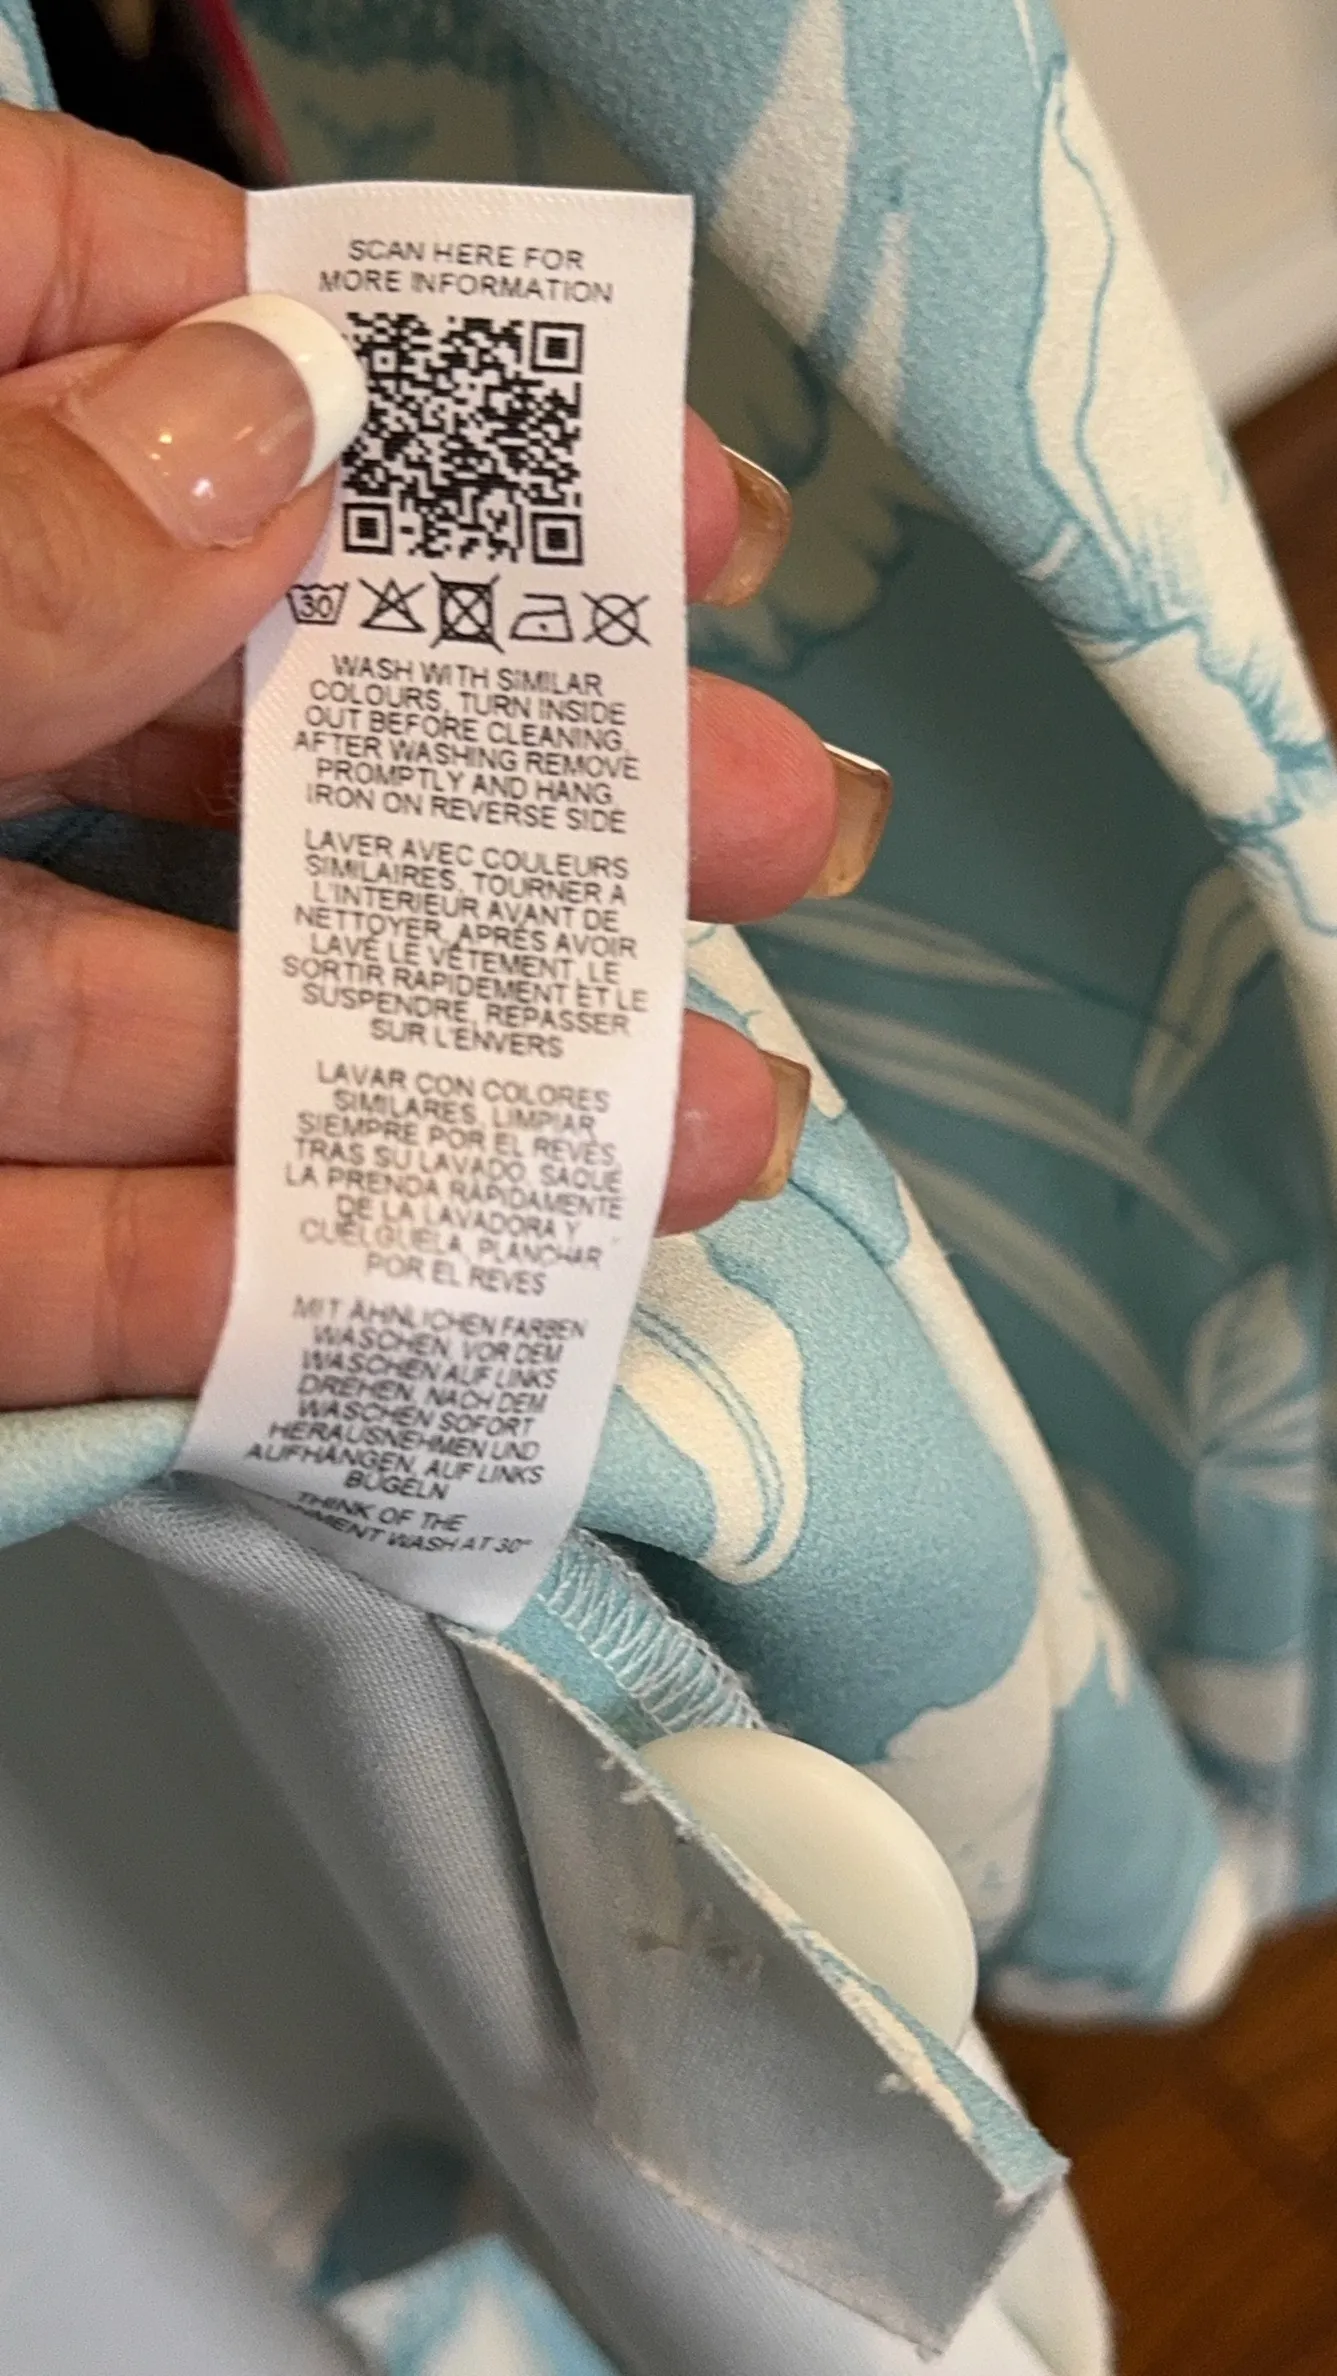 SCAN HERE FOR
MORE INFORMATION
30
WASH WITH SIMILAR
COLOURS, TURN INSIDE
OUT BEFORE CLEANING,
AFTER WASHING REMOVE
PROMPTLY AND HANG,
IRON ON REVERSE SIDE
LAVER AVEC COULEURS
SIMILAIRES, TOURNER A
L'INTERIEUR AVANT DE
NETTOYER, APRÈS AVOIR
LAVÉ LE VÊTEMENT, LE
SORTIR RAPIDEMENT ET LE
SUSPENDRE, REPASSER
SUR L'ENVERS
LAVAR CON COLORES
SIMILARES, LIMPIAR
SIEMPRE POR EL REVÉS,
TRAS SU LAVADO, SAQUE
LA PRENDA RÁPIDAMENTE
DE LA LAVADORA Y
CUÉLGUELA, PLANCHAR
POR EL REVES
MIT ÄHNLICHEN FARBEN
WASCHEN, VOR DEM
WASCHEN AUF LINKS
DREHEN, NACH DEM
WASCHEN SOFORT
HERAUSNEHMEN UND
AUFHÄNGEN, AUF LINKS
BÜGELN
THINK OF THE
WASH AT 30°